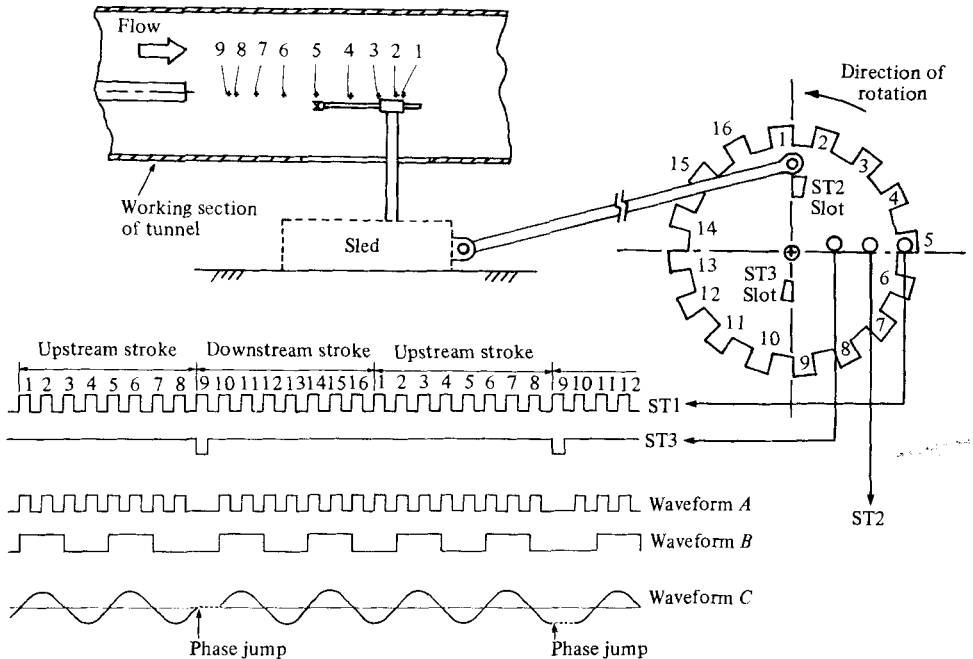 Flow
9 8 7 6 5 4 3 2 1
Working section
of tunnel
Sled
Direction of
rotation
1
2
3
4
5
6
7
8
9
10
11
12
13
14
15
16
ST2
Slot
ST3
Slot
Upstream stroke
Downstream stroke
Upstream stroke
1 2 3 4 5 6 7 8 9 10 11 12 13 14 15 16 1 2 3 4 5 6 7 8 9 10 11 12
ST1
ST3
ST2
Waveform A
Waveform B
Waveform C
Phase jump
Phase jump